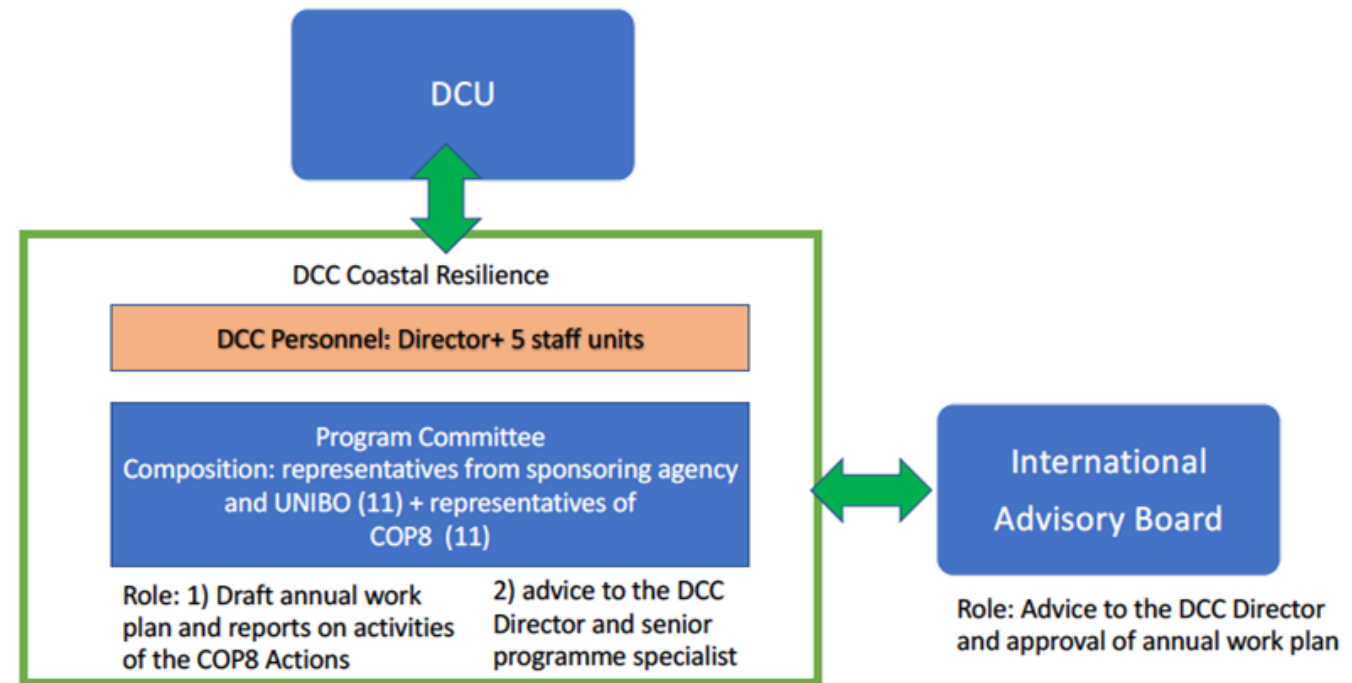 DCU
DCC Coastal Resilience
DCC Personnel: Director+ 5 staff units
Program Committee
Composition: representatives from sponsoring agency
and UNIBO (11) + representatives of
COP8 (11)
Role: 1) Draft annual work
plan and reports on activities
of the COP8 Actions
2) advice to the DCC
Director and senior
programme specialist
International
Advisory Board
Role: Advice to the DCC Director
and approval of annual work plan